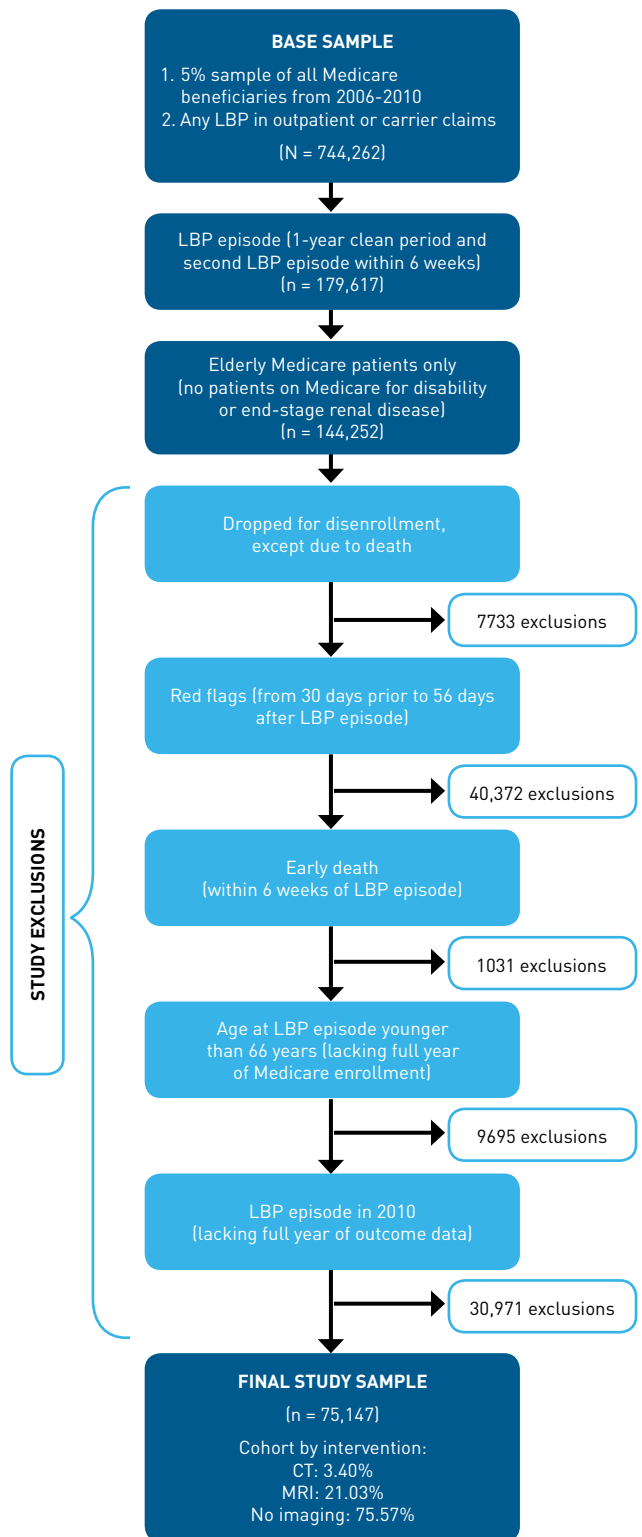 BASE SAMPLE
1. 5% sample of all Medicare
beneficiaries from 2006-2010
2. Any LBP in outpatient or carrier claims
(N = 744,262)
LBP episode (1-year clean period and
second LBP episode within 6 weeks)
(n = 179,617)
Elderly Medicare patients only
(no patients on Medicare for disability
or end-stage renal disease)
(n = 144,252)
STUDY EXCLUSIONS
Dropped for disenrollment,
except due to death
7733 exclusions
Red flags (from 30 days prior to 56 days
after LBP episode)
40,372 exclusions
Early death
(within 6 weeks of LBP episode)
1031 exclusions
Age at LBP episode younger
than 66 years (lacking full year
of Medicare enrollment)
9695 exclusions
LBP episode in 2010
(lacking full year of outcome data)
30,971 exclusions
FINAL STUDY SAMPLE
(n = 75,147)
Cohort by intervention:
CT: 3.40%
MRI: 21.03%
No imaging: 75.57%